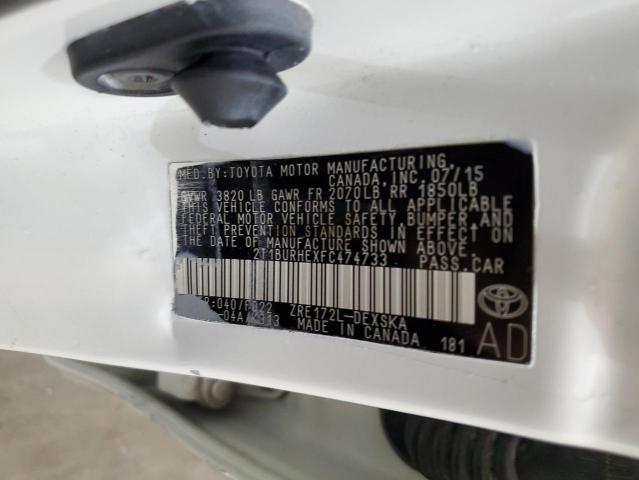 MFD.BY:TOYOTA MOTOR MANUFACTURING,
CANADA, INC. 07/15
GVWR 3820 LB GAWR FR 2070LB RR 1850LB
THIS VEHICLE CONFORMS TO ALL APPLICABLE
FEDERAL MOTOR VEHICLE SAFETY, BUMPER AND
THEFT PREVENTION STANDARDS IN EFFECT ON
THE DATE OF MANUFACTURE SHOWN ABOVE.
2T1BURHEXFC474733 PASS.CAR
:040/FB22 ZRE172L-DEXSKA
MADE IN CANADA 181
AD